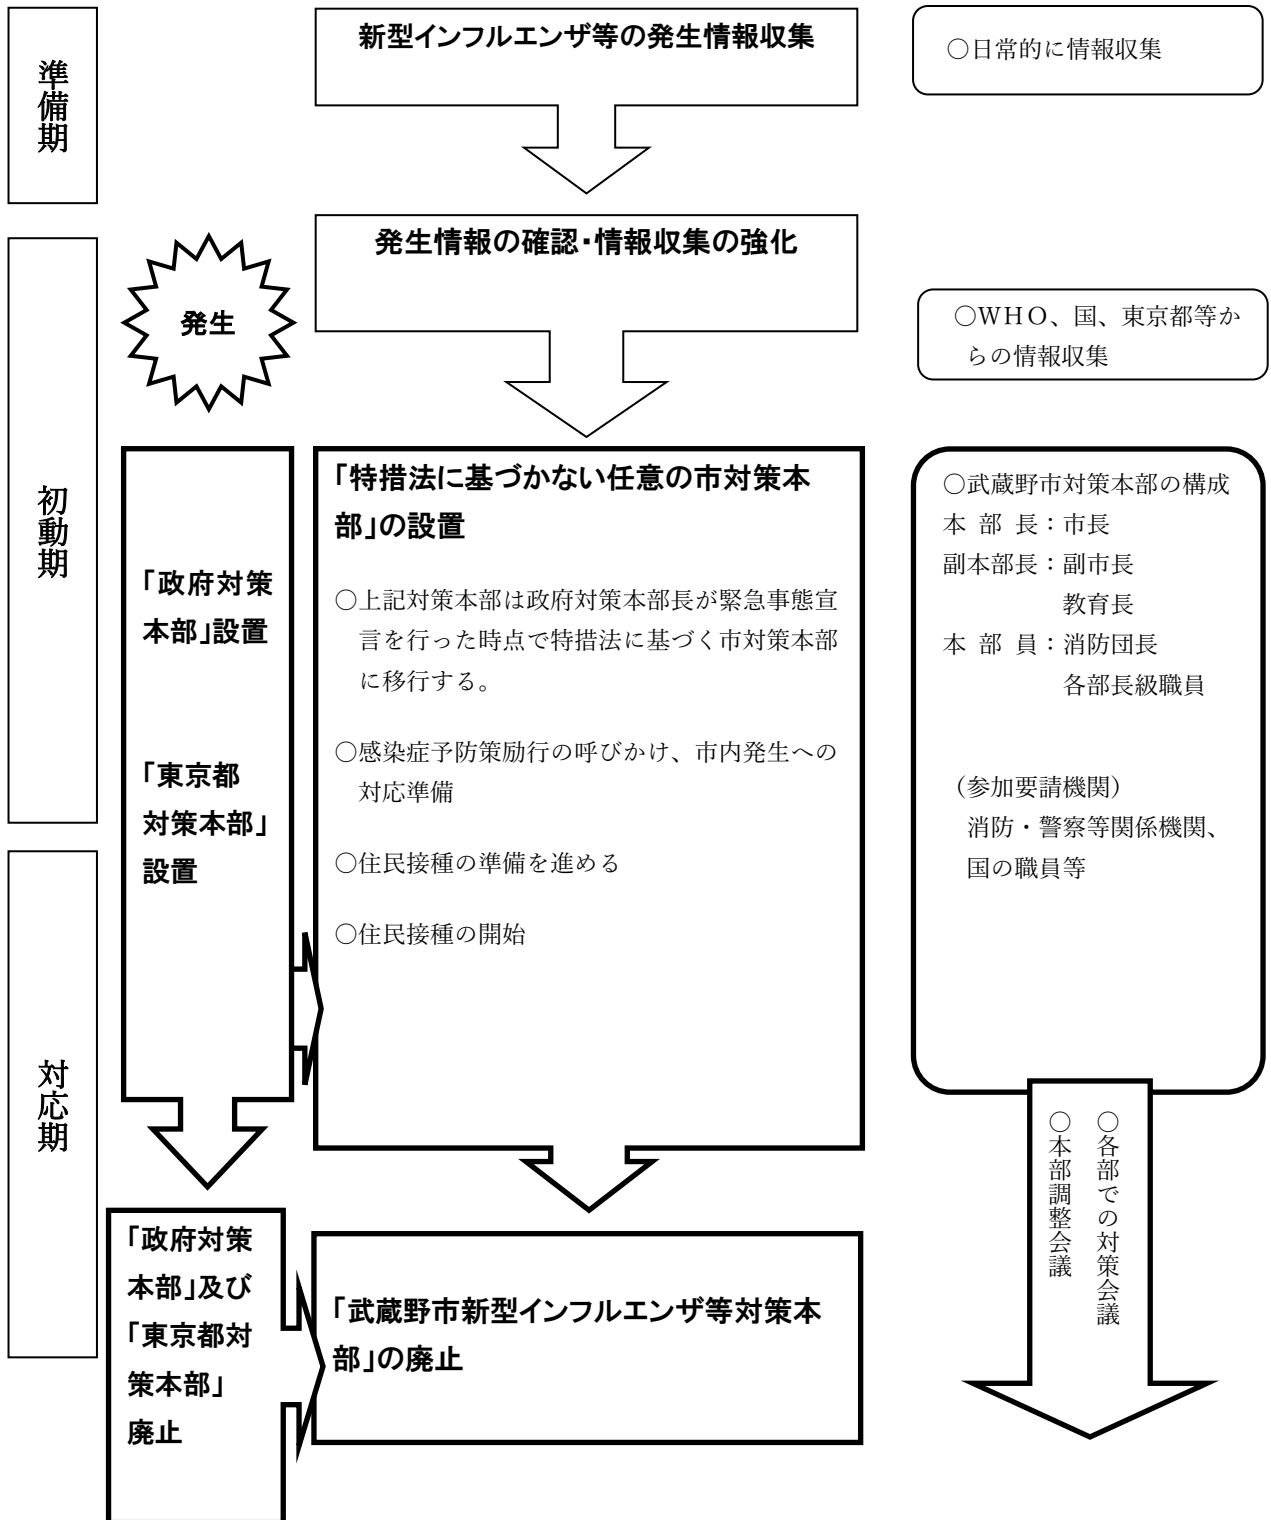 準備期
新型インフルエンザ等の発生情報収集
○日常的に情報収集
初動期
発生
発生情報の確認・情報収集の強化
○WHO、国、東京都等か
らの情報収集
「政府対策
本部」設置
「東京都
対策本部」
設置
「特措法に基づかない任意の市対策本
部」の設置
○上記対策本部は政府対策本部長が緊急事態宣
言を行った時点で特措法に基づく市対策本部
に移行する。
○感染症予防策励行の呼びかけ、市内発生への
対応準備
○住民接種の準備を進める
○住民接種の開始
○武蔵野市対策本部の構成
本 部 長：市長
副本部長：副市長
教育長
本 部 員：消防団長
各部長級職員
（参加要請機関）
消防・警察等関係機関、
国の職員等
対応期
○各部での対策会議
○本部調整会議
「政府対策
本部」及び
「東京都対
策本部」
廃止
「武蔵野市新型インフルエンザ等対策本
部」の廃止